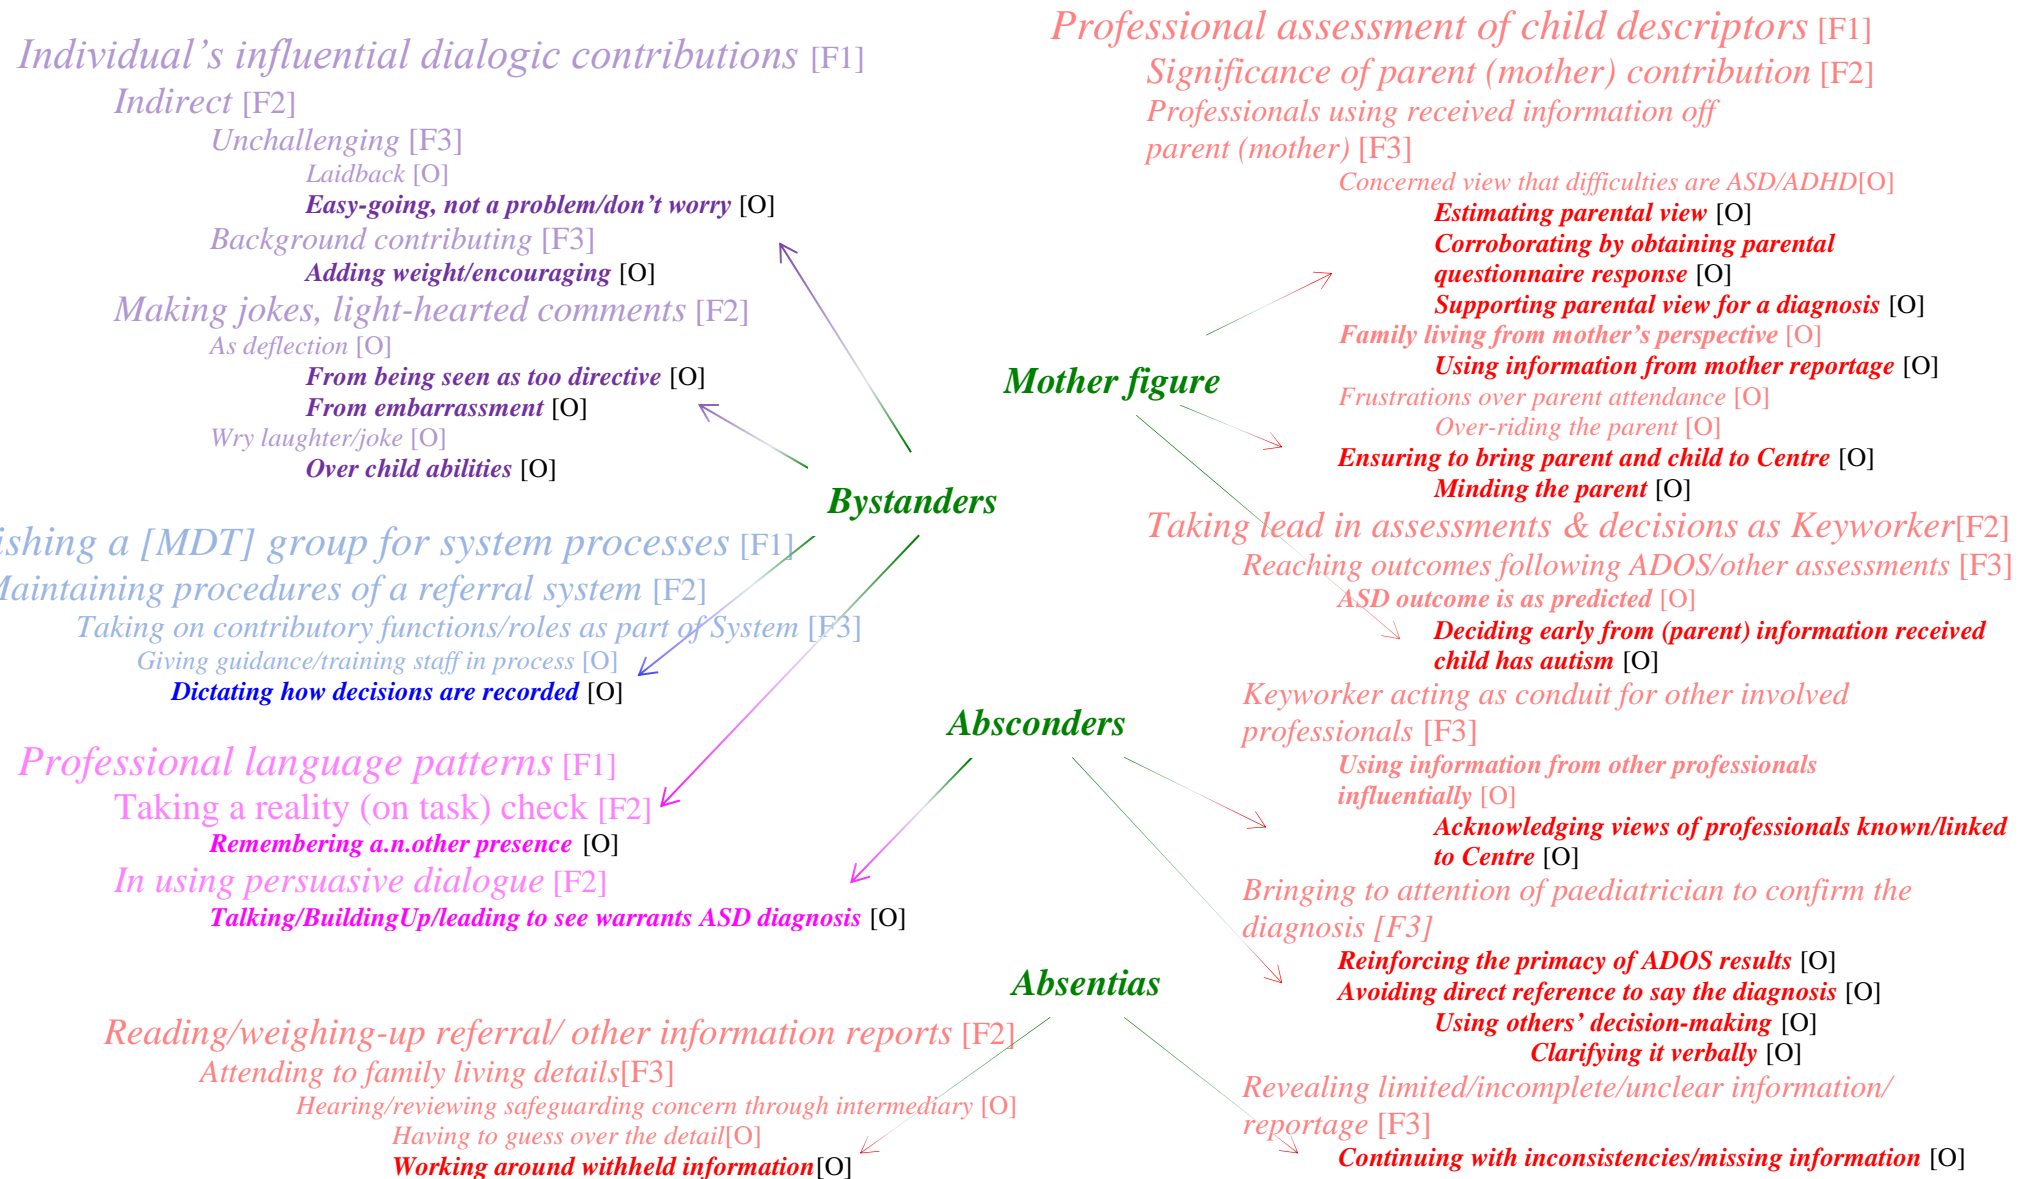 Individual’s influential dialogic contributions [F1]
Indirect [F2]
Unchallenging [F3]
Laidback [O]
Easy-going, not a problem/don’t worry [O]
Background contributing [F3]
Adding weight/encouraging [O]
Making jokes, light-hearted comments [F2]
As deflection [O]
From being seen as too directive [O]
From embarrassment [O]
Wry laughter/joke [O]
Over child abilities [O]
ishing a [MDT] group for system processes [F1]
Maintaining procedures of a referral system [F2]
Taking on contributory functions/roles as part of System [F3]
Giving guidance/training staff in process [O]
Dictating how decisions are recorded [O]
Professional language patterns [F1]
Taking a reality (on task) check [F2]
Remembering a.n.other presence [O]
In using persuasive dialogue [F2]
Talking/BuildingUp/leading to see warrants ASD diagnosis [O]
Reading/weighing-up referral/ other information reports [F2]
Attending to family living details[F3]
Hearing/reviewing safeguarding concern through intermediary [O]
Having to guess over the detail[O]
Working around withheld information[O]
Mother figure
Bystanders
Absconders
Absentias
Professional assessment of child descriptors [F1]
Significance of parent (mother) contribution [F2]
Professionals using received information off
parent (mother) [F3]
Concerned view that difficulties are ASD/ADHD[O]
Estimating parental view [O]
Corroborating by obtaining parental
questionnaire response [O]
Supporting parental view for a diagnosis [O]
Family living from mother’s perspective [O]
Using information from mother reportage [O]
Frustrations over parent attendance [O]
Over-riding the parent [O]
Ensuring to bring parent and child to Centre [O]
Minding the parent [O]
Taking lead in assessments & decisions as Keyworker[F2]
Reaching outcomes following ADOS/other assessments [F3]
ASD outcome is as predicted [O]
Deciding early from (parent) information received
child has autism [O]
Keyworker acting as conduit for other involved
professionals [F3]
Using information from other professionals
influentially [O]
Acknowledging views of professionals known/linked
to Centre [O]
Bringing to attention of paediatrician to confirm the
diagnosis [F3]
Reinforcing the primacy of ADOS results [O]
Avoiding direct reference to say the diagnosis [O]
Using others’ decision-making [O]
Clarifying it verbally [O]
Revealing limited/incomplete/unclear information/
reportage [F3]
Continuing with inconsistencies/missing information [O]